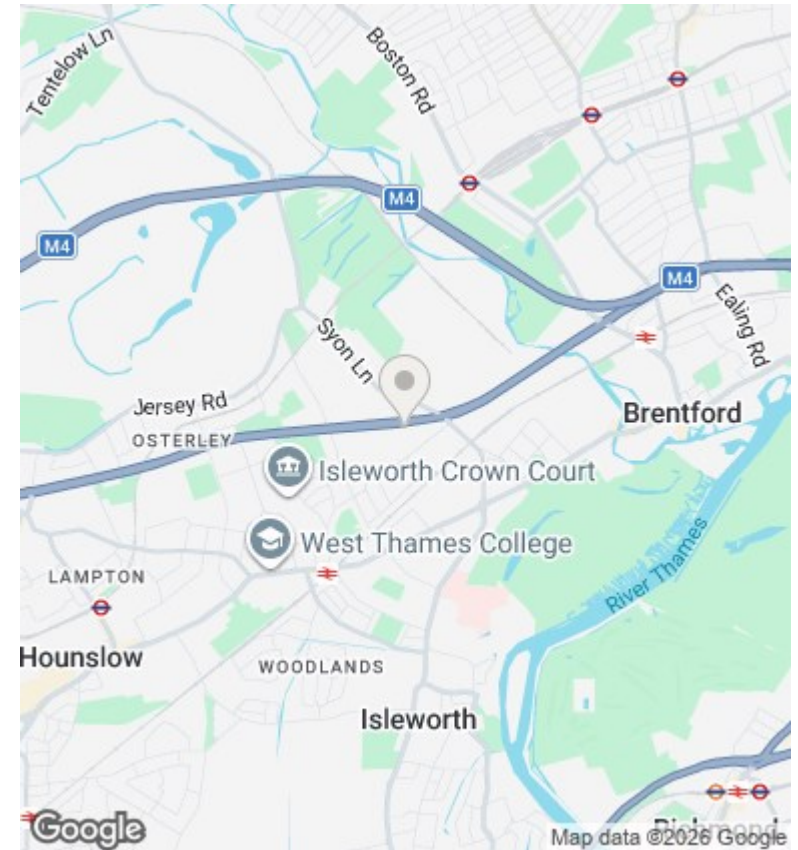 Tentelow Ln
Boston Rd
M4
M4
M4
Ealing Rd
Syon Ln
Jersey Rd
OSTERLEY
Brentford
Isleworth Crown Court
West Thames College
River Thames
LAMPTON
Hounslow
WOODLANDS
Isleworth
Richmond
Google
Map data ©2026 Google